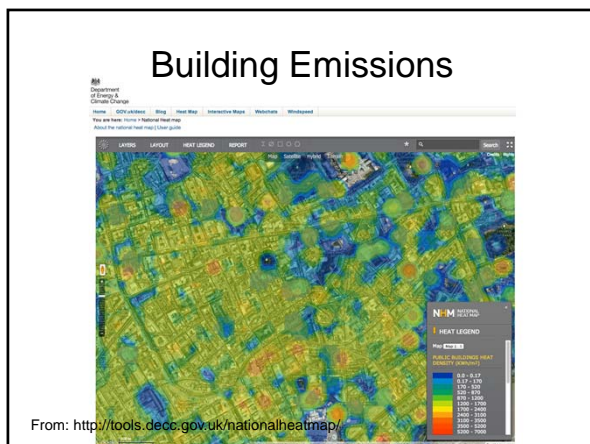 Building Emissions
Department
of Energy &
Climate Change
Home GOV.uk/decc Blog Heat Map Interactive Maps Webchats Windspeed
You are here: Home > National Heat map
About the national heat map | User guide
LAYERS LAYOUT HEAT LEGEND REPORT Search
Map Satellite Hybrid Terrain
NHM NATIONAL HEAT MAP
HEAT LEGEND
Map Map 1
PUBLIC BUILDINGS HEAT
DENSITY (KWh/m²)
0.0 - 0.17
0.17 - 170
170 - 520
520 - 870
870 - 1200
1200 - 1700
1700 - 2400
2400 - 3100
3100 - 3500
3500 - 5200
5200 - 7000
From: http://tools.decc.gov.uk/nationalheatmap/